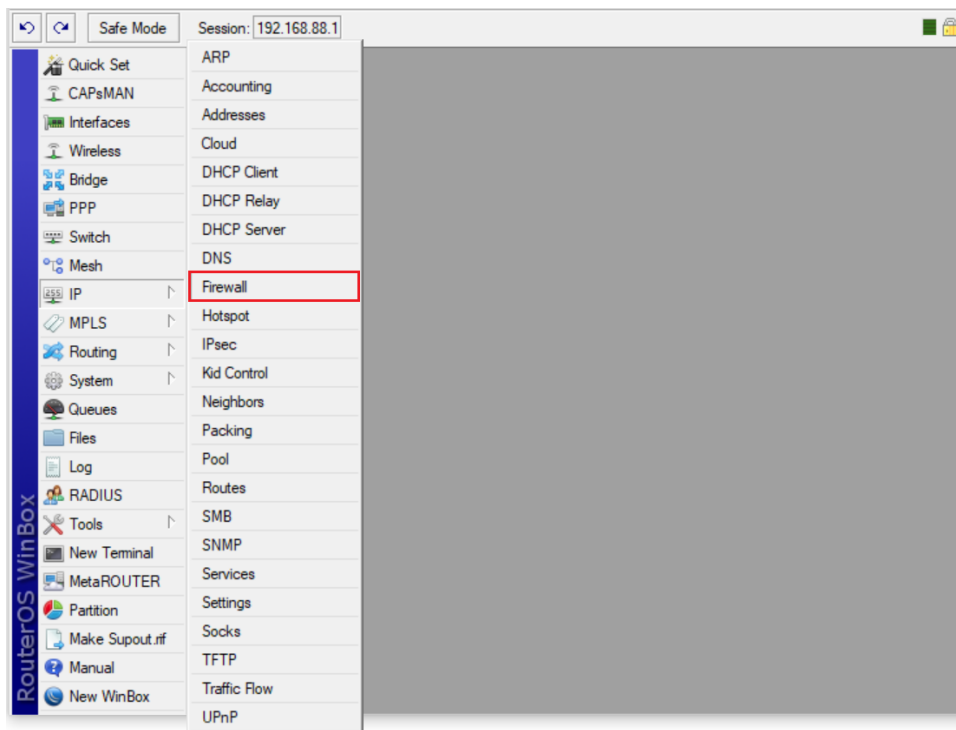 Safe Mode
Session: 192.168.88.1
Quick Set
CAPsMAN
Interfaces
Wireless
Bridge
PPP
Switch
Mesh
IP
MPLS
Routing
System
Queues
Files
Log
RADIUS
Tools
New Terminal
MetaROUTER
Partition
Make Supout.rif
Manual
New WinBox
RouterOS WinBox
ARP
Accounting
Addresses
Cloud
DHCP Client
DHCP Relay
DHCP Server
DNS
Firewall
Hotspot
IPsec
Kid Control
Neighbors
Packing
Pool
Routes
SMB
SNMP
Services
Settings
Socks
TFTP
Traffic Flow
UPnP